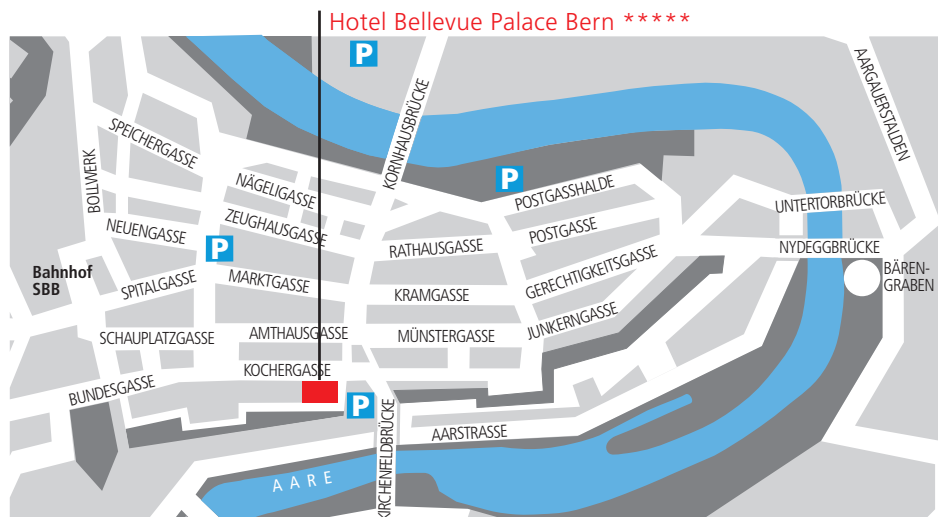 Hotel Bellevue Palace Bern *****
P
AARGAUERSTALDEN
KORNHAUSBRÜCKE
SPEICHERGASSE
BOLLWERK
NÄGELIGASSE
P
POSTGASSHALDE
UNTERTORBRÜCKE
ZEUGHAUSGASSE
NEUENGASSE
P
RATHAUSGASSE
POSTGASSE
NYDEGGBRÜCKE
Bahnhof
SBB
SPITALGASSE
MARKTGASSE
KRAMGASSE
GERECHTIGKEITSGASSE
BÄREN-
GRABEN
SCHAUPLATZGASSE
AMTHAUSGASSE
MÜNSTERGASSE
JUNKERNGASSE
KOCHERGASSE
BUNDESGASSE
P
AARSTRASSE
KIRCHENFELDBRÜCKE
AARE